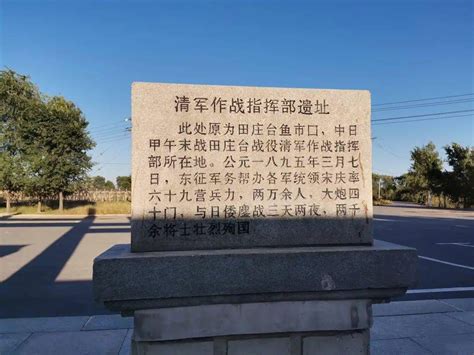 清军作战指挥部遗址
此处原为田庄台鱼市口，中日
甲午末战田庄台战役清军作战指挥
部所在地。公元一八九五年三月七
日，东征军务帮办各军统领宋庆率
六十九营兵力，两万余人，大炮四
十门，与日倭鏖战三天两夜，两千
余将士壮烈殉国